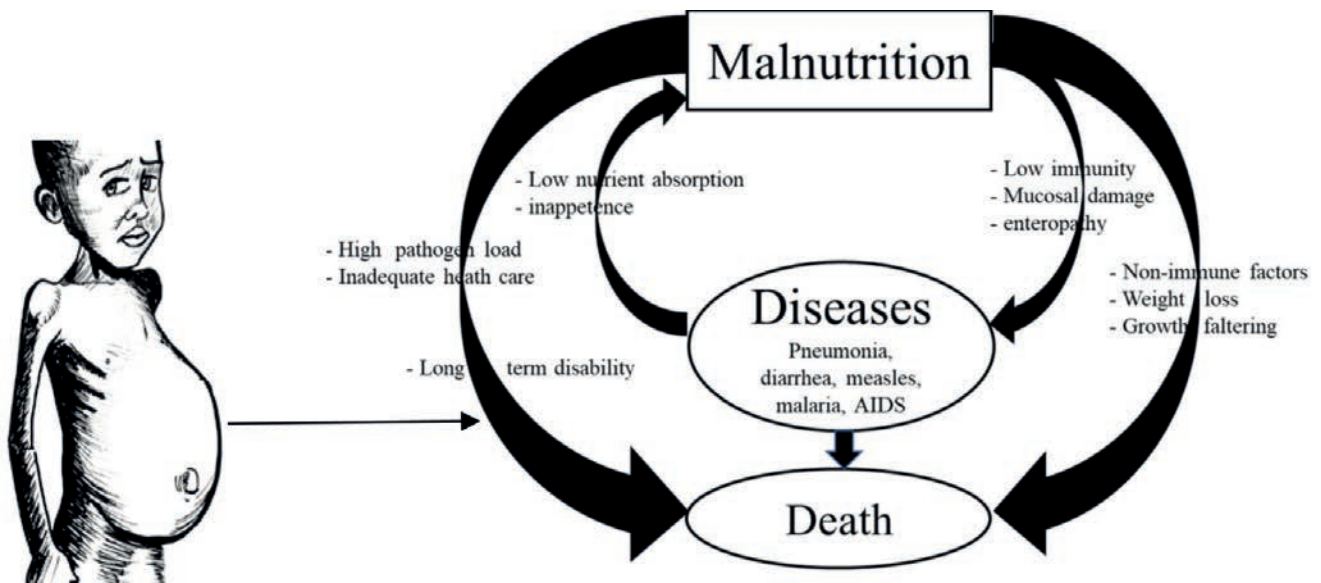 Malnutrition
- Low nutrient absorption
- inappetence
- Low immunity
- Mucosal damage
- enteropathy
- High pathogen load
- Inadequate heath care
- Non-immune factors
- Weight loss
- Growth faltering
Diseases
Pneumonia,
diarrhea, measles,
malaria, AIDS
- Long term disability
Death